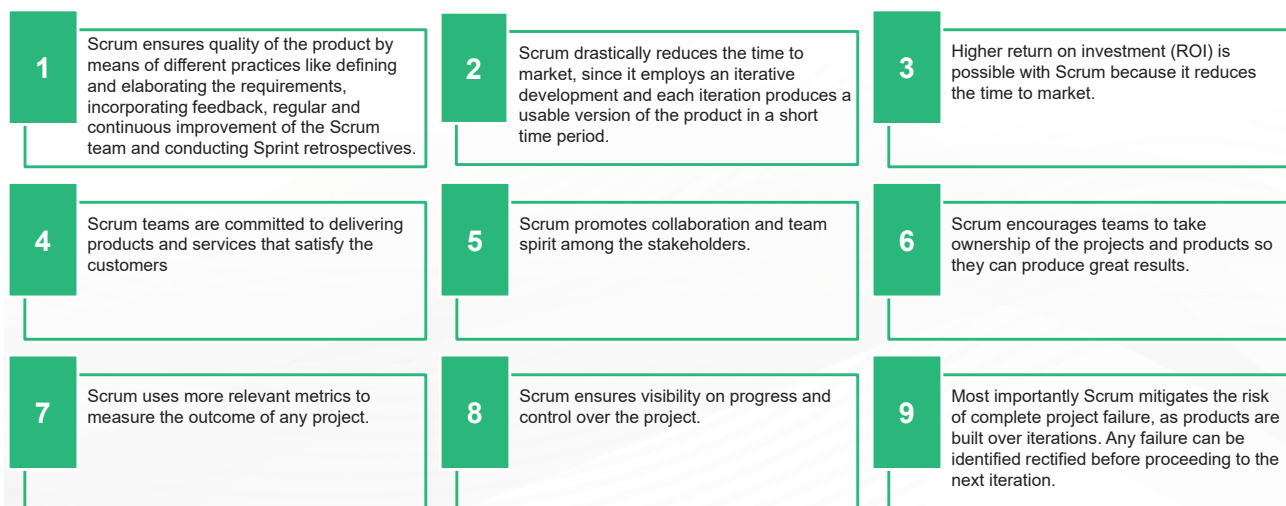 1
Scrum ensures quality of the product by
means of different practices like defining
and elaborating the requirements,
incorporating feedback, regular and
continuous improvement of the Scrum
team and conducting Sprint retrospectives.
2
Scrum drastically reduces the time to
market, since it employs an iterative
development and each iteration produces a
usable version of the product in a short
time period.
3
Higher return on investment (ROI) is
possible with Scrum because it reduces
the time to market.
4
Scrum teams are committed to delivering
products and services that satisfy the
customers
5
Scrum promotes collaboration and team
spirit among the stakeholders.
6
Scrum encourages teams to take
ownership of the projects and products so
they can produce great results.
7
Scrum uses more relevant metrics to
measure the outcome of any project.
8
Scrum ensures visibility on progress and
control over the project.
9
Most importantly Scrum mitigates the risk
of complete project failure, as products are
built over iterations. Any failure can be
identified rectified before proceeding to the
next iteration.